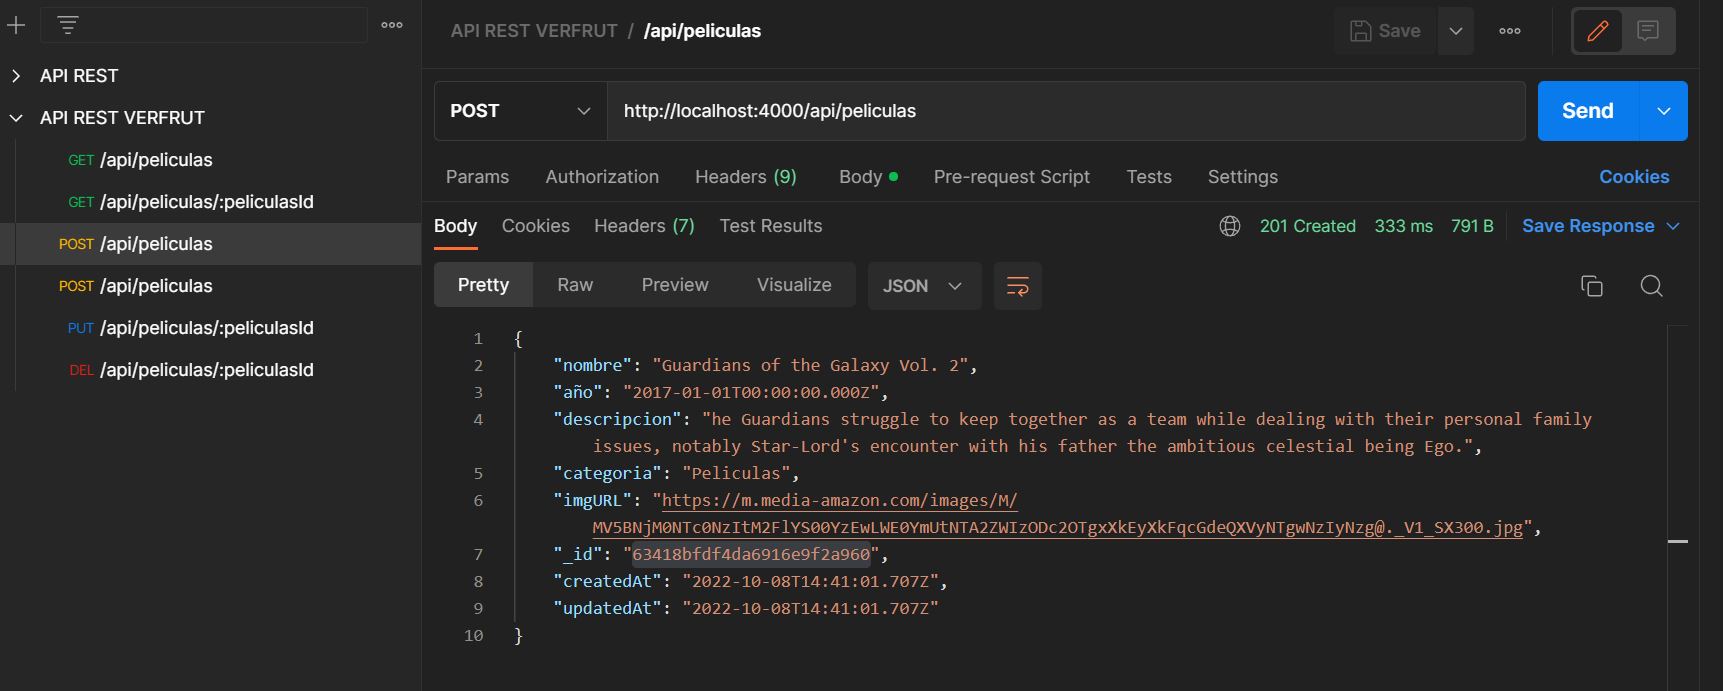 API REST
API REST VERFRUT
GET /api/peliculas
GET /api/peliculas/:peliculasId
POST /api/peliculas
POST /api/peliculas
PUT /api/peliculas/:peliculasId
DEL /api/peliculas/:peliculasId
API REST VERFRUT / /api/peliculas
Save
POST http://localhost:4000/api/peliculas Send
Params Authorization Headers (9) Body Pre-request Script Tests Settings Cookies
Body Cookies Headers (7) Test Results 201 Created 333 ms 791 B Save Response
Pretty Raw Preview Visualize JSON
1 {
2 "nombre": "Guardians of the Galaxy Vol. 2",
3 "año": "2017-01-01T00:00:00.000Z",
4 "descripcion": "he Guardians struggle to keep together as a team while dealing with their personal family
issues, notably Star-Lord's encounter with his father the ambitious celestial being Ego.",
5 "categoria": "Peliculas",
6 "imgURL": "https://m.media-amazon.com/images/M/
MV5BNjM0NTc0NzItM2FlYS00YzEwLWE0YmUtNTA2ZWIzODc2OTgxXkEyXkFqcGdeQXVyNTgwNzIyNzg@._V1_SX300.jpg",
7 "_id": "63418bfdf4da6916e9f2a960",
8 "createdAt": "2022-10-08T14:41:01.707Z",
9 "updatedAt": "2022-10-08T14:41:01.707Z"
10 }